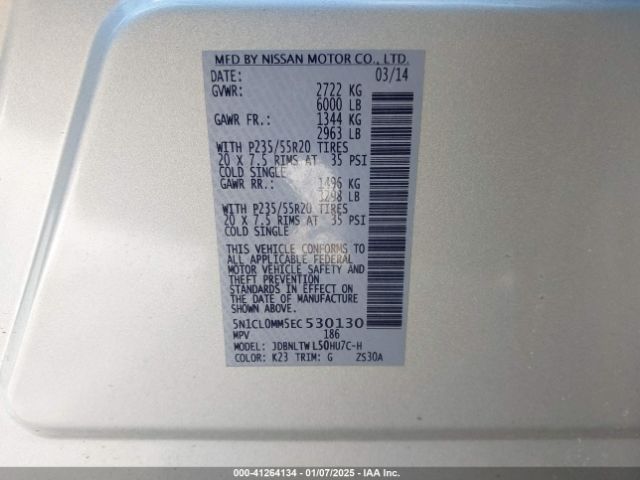 MFD BY NISSAN MOTOR CO., LTD.
DATE: 03/14
GVWR: 2722 KG
6000 LB
GAWR FR.: 1344 KG
2963 LB
WITH P235/55R20 TIRES
20 X 7.5 RIMS AT 35 PSI
COLD SINGLE
GAWR RR.: 1496 KG
3298 LB
WITH P235/55R20 TIRES
20 X 7.5 RIMS AT 35 PSI
COLD SINGLE
THIS VEHICLE CONFORMS TO
ALL APPLICABLE FEDERAL
MOTOR VEHICLE SAFETY AND
THEFT PREVENTION
STANDARDS IN EFFECT ON
THE DATE OF MANUFACTURE
SHOWN ABOVE.
5N1CL0MM5EC530130
MPV 186
MODEL: JDBNLTW L50HU7C-H
COLOR: K23 TRIM: G ZS30A
000-41264134 — 01/07/2025 — IAA Inc.